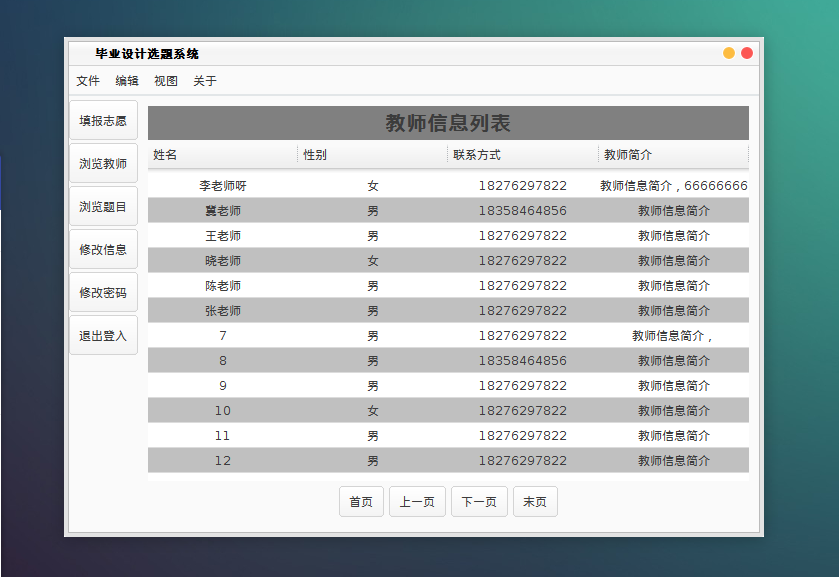 毕业设计选题系统
文件 编辑 视图 关于
填报志愿
浏览教师
浏览题目
修改信息
修改密码
退出登入
教师信息列表
姓名 性别 联系方式 教师简介
李老师呀 女 18276297822 教师信息简介，66666666
冀老师 男 18358464856 教师信息简介
王老师 男 18276297822 教师信息简介
晓老师 女 18276297822 教师信息简介
陈老师 男 18276297822 教师信息简介
张老师 男 18276297822 教师信息简介
7 男 18276297822 教师信息简介，
8 男 18358464856 教师信息简介
9 男 18276297822 教师信息简介
10 女 18276297822 教师信息简介
11 男 18276297822 教师信息简介
12 男 18276297822 教师信息简介
首页 上一页 下一页 末页